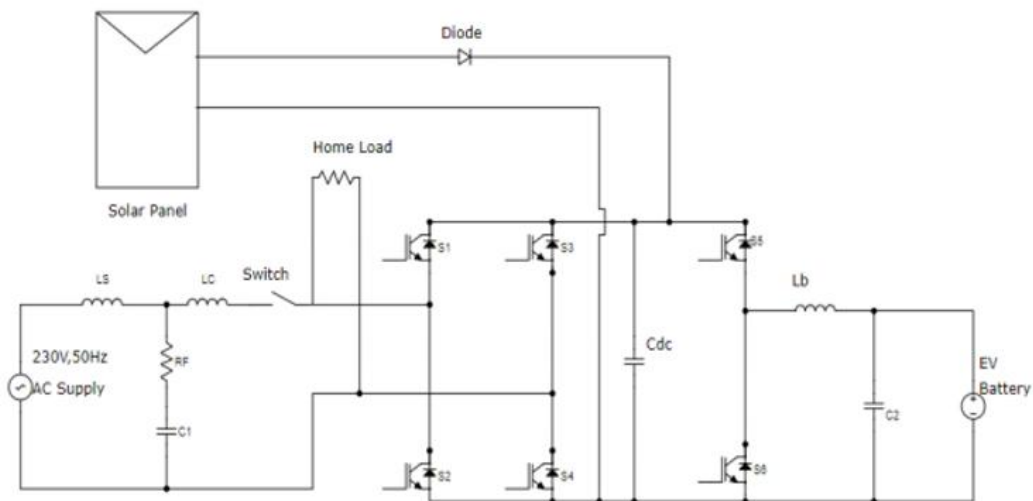 Diode
Home Load
Solar Panel
S1
S3
S5
LS
LC
Switch
Lb
230V,50Hz
AC Supply
RF
Cdc
EV
Battery
C1
C2
S2
S4
S6